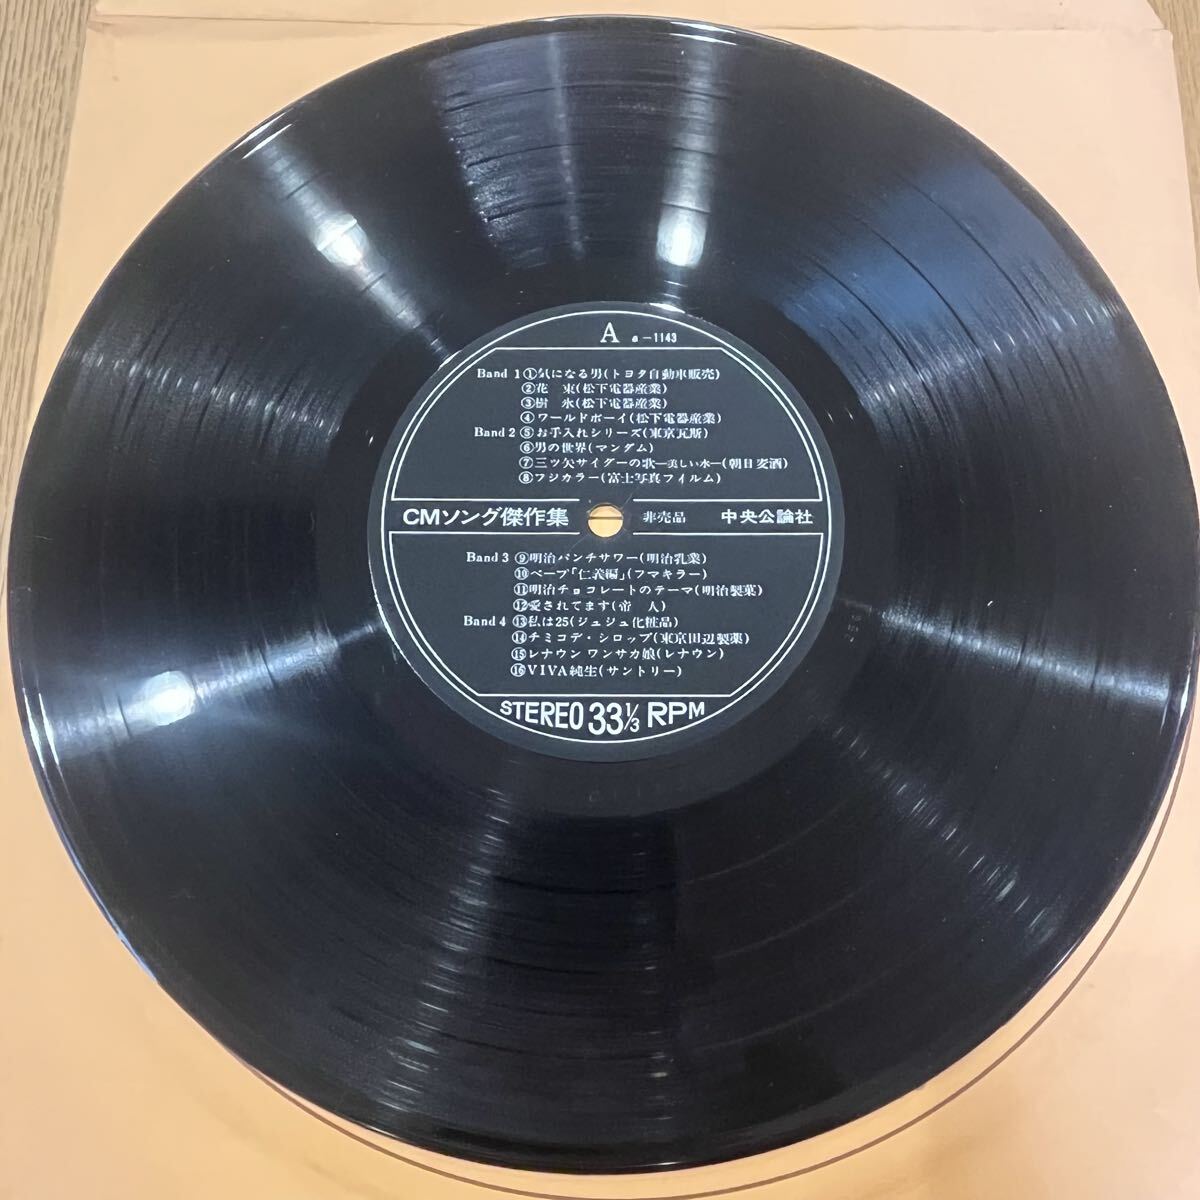 A a-1143
Band 1 ①気になる男(トヨタ自動車販売)
②花 束(松下電器産業)
③樹 氷(松下電器産業)
④ワールドボーイ(松下電器産業)
Band 2 ⑤お手入れシリーズ(東京瓦斯)
⑥男の世界(マンダム)
⑦三ツ矢サイダーの歌—美しい水—(朝日麦酒)
⑧フジカラー(富士写真フイルム)
CMソング傑作集 非売品 中央公論社
Band 3 ⑨明治パンチサワー(明治乳業)
⑩ベープ「仁義編」(フマキラー)
⑪明治チョコレートのテーマ(明治製菓)
⑫愛されてます(帝 人)
Band 4 ⑬私は25(ジュジュ化粧品)
⑭チミコデ・シロップ(東京田辺製薬)
⑮レナウン ワンサカ娘(レナウン)
⑯VIVA純生(サントリー)
STEREO 33⅓ RPM